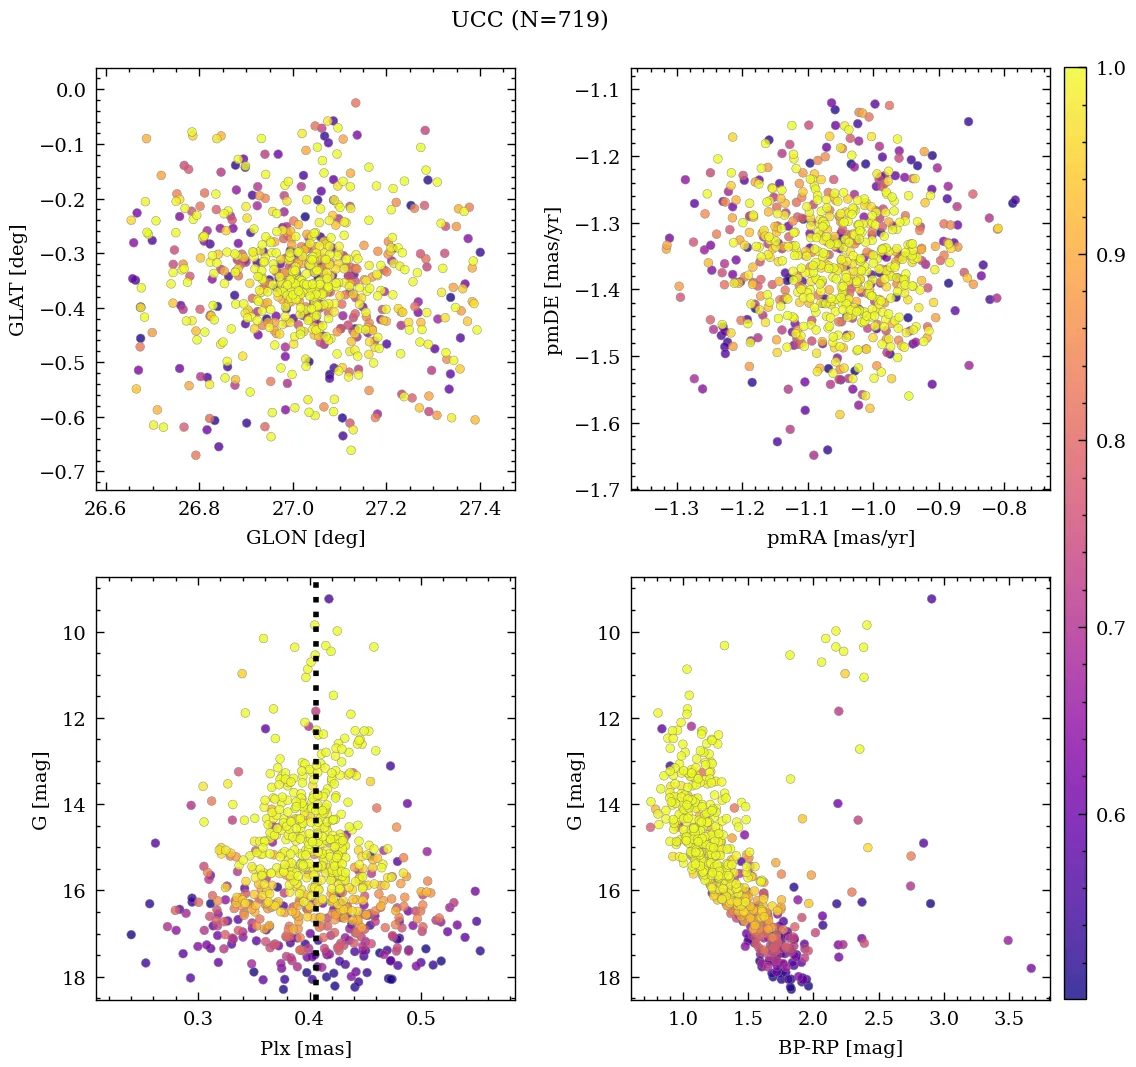 UCC (N=719)
0.0
−0.1
−0.2
−0.3
−0.4
−0.5
−0.6
−0.7
GLAT [deg]
26.6 26.8 27.0 27.2 27.4
GLON [deg]
−1.1
−1.2
−1.3
−1.4
−1.5
−1.6
−1.7
pmDE [mas/yr]
−1.3 −1.2 −1.1 −1.0 −0.9 −0.8
pmRA [mas/yr]
10
12
14
16
18
G [mag]
0.3 0.4 0.5
Plx [mas]
10
12
14
16
18
G [mag]
1.0 1.5 2.0 2.5 3.0 3.5
BP-RP [mag]
1.0
0.9
0.8
0.7
0.6